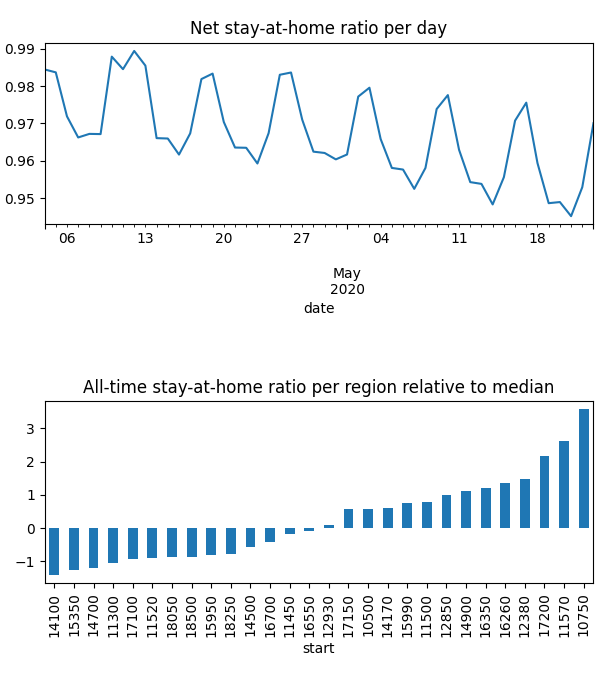 Net stay-at-home ratio per day
0.99
0.98
0.97
0.96
0.95
06 13 20 27 04 11 18
May
2020
date
All-time stay-at-home ratio per region relative to median
3
2
1
0
−1
14100 15350 14700 11300 17100 11520 18050 18500 15950 18250 14500 16700 11450 16550 12930 17150 10500 14170 15990 11500 12850 14900 16350 16260 12380 17200 11570 10750
start